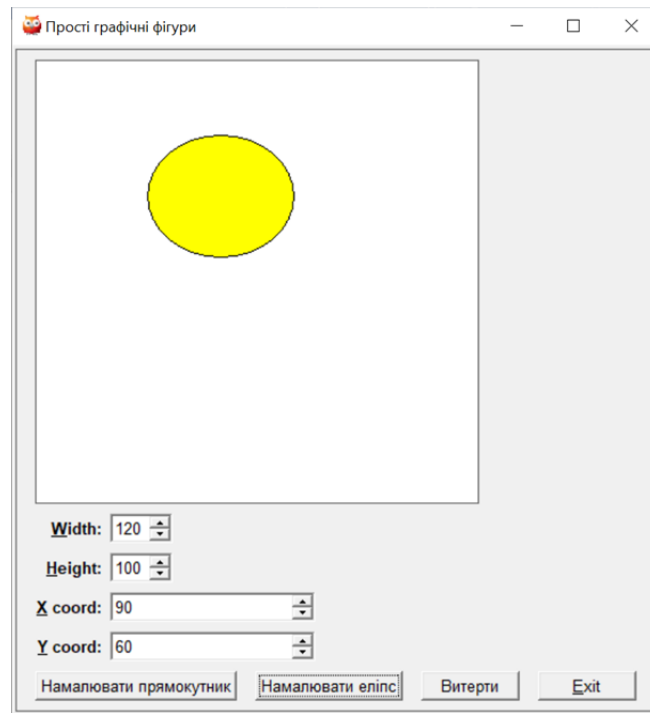 Прості графічні фігури
Width: 120
Height: 100
X coord: 90
Y coord: 60
Намалювати прямокутник Намалювати еліпс Витерти Exit